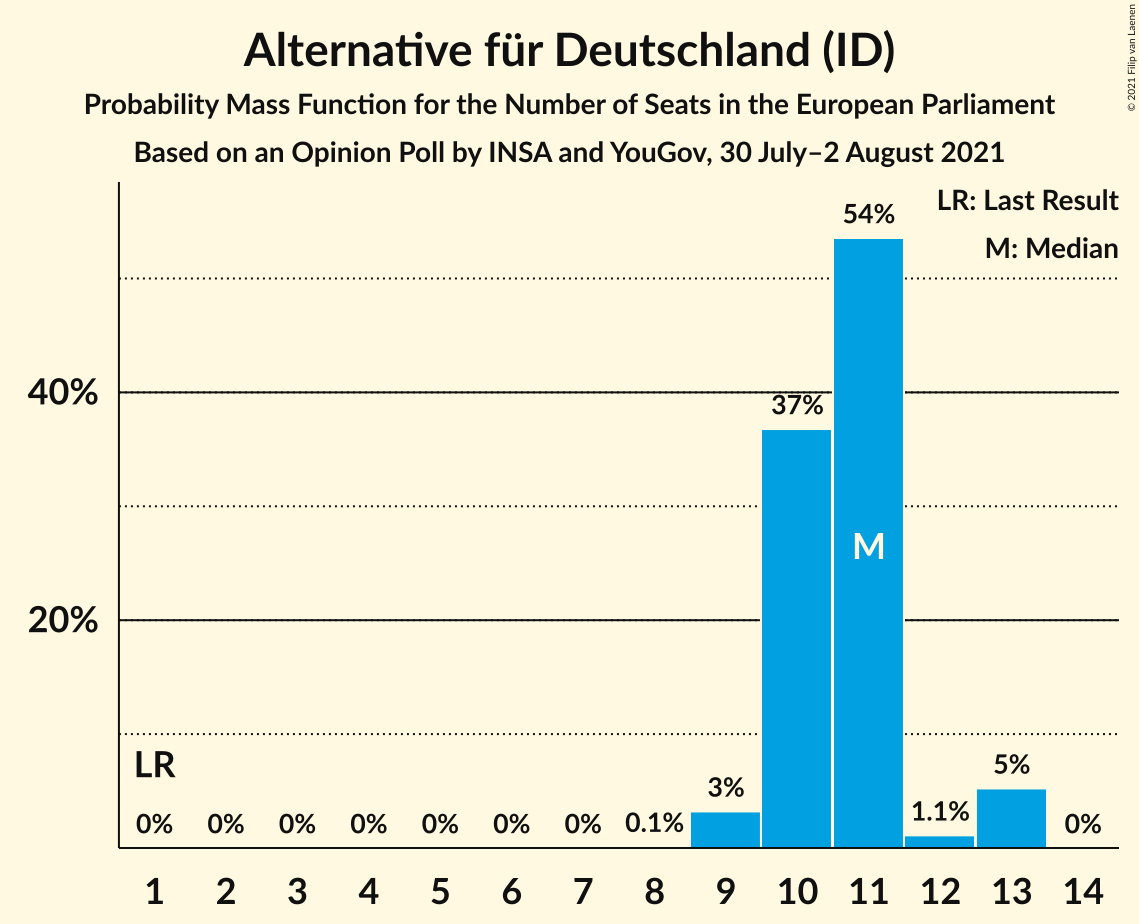 Alternative für Deutschland (ID)
Probability Mass Function for the Number of Seats in the European Parliament
Based on an Opinion Poll by INSA and YouGov, 30 July–2 August 2021
© 2021 Filip van Laenen
LR: Last Result
M: Median
54%
40%
37%
M
20%
LR
5%
3%
1.1%
0% 0% 0% 0% 0% 0% 0% 0.1% 0%
1 2 3 4 5 6 7 8 9 10 11 12 13 14